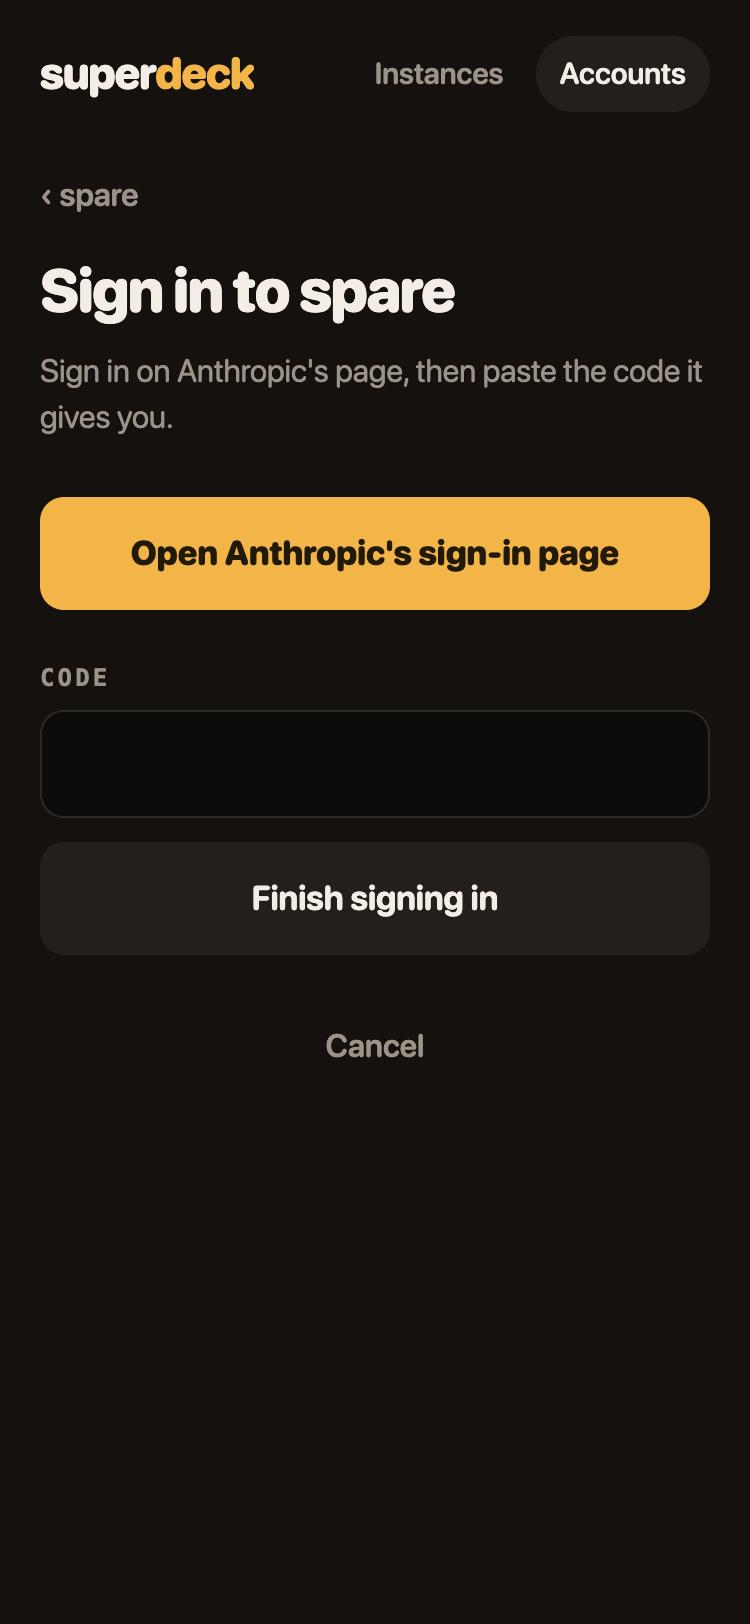 superdeck
Instances
Accounts
‹ spare
Sign in to spare
Sign in on Anthropic's page, then paste the code it
gives you.
Open Anthropic's sign-in page
CODE
Finish signing in
Cancel